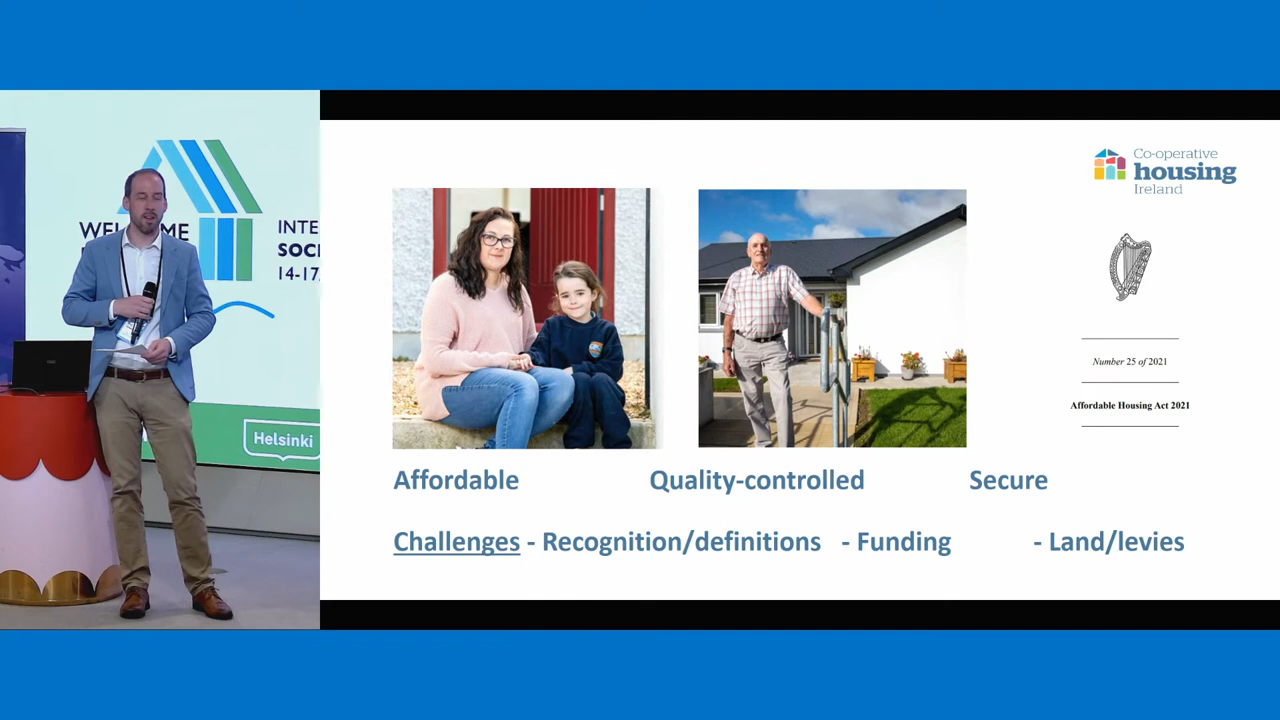 WELCOME
INTE
SOCI
14-17,
Helsinki
Co-operative
housing
Ireland
Number 25 of 2021
Affordable Housing Act 2021
Affordable Quality-controlled Secure
Challenges - Recognition/definitions - Funding - Land/levies